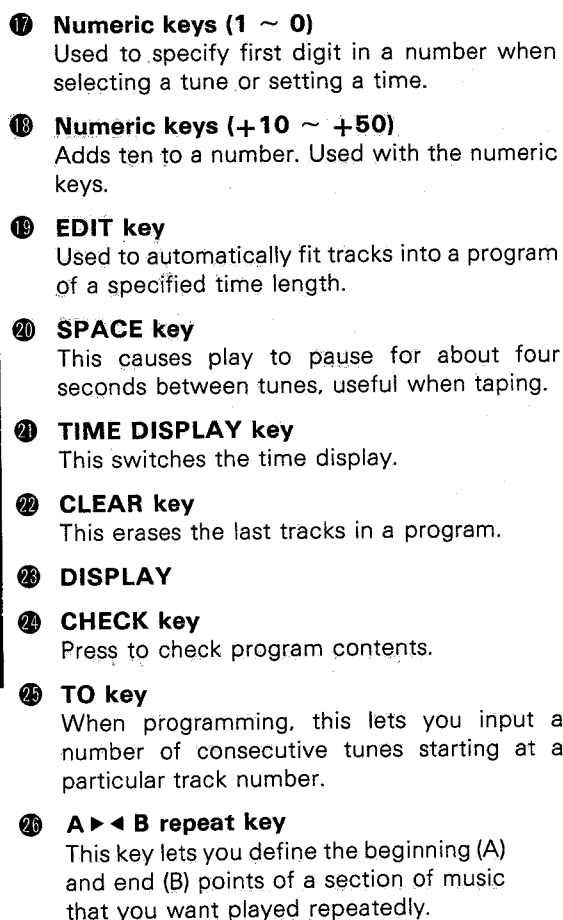 ⓱ Numeric keys (1 ~ 0)
Used to specify first digit in a number when
selecting a tune or setting a time.
⓲ Numeric keys (+10 ~ +50)
Adds ten to a number. Used with the numeric
keys.
⓳ EDIT key
Used to automatically fit tracks into a program
of a specified time length.
⓴ SPACE key
This causes play to pause for about four
seconds between tunes, useful when taping.
21 TIME DISPLAY key
This switches the time display.
22 CLEAR key
This erases the last tracks in a program.
23 DISPLAY
24 CHECK key
Press to check program contents.
25 TO key
When programming, this lets you input a
number of consecutive tunes starting at a
particular track number.
26 A ▶ ◀ B repeat key
This key lets you define the beginning (A)
and end (B) points of a section of music
that you want played repeatedly.